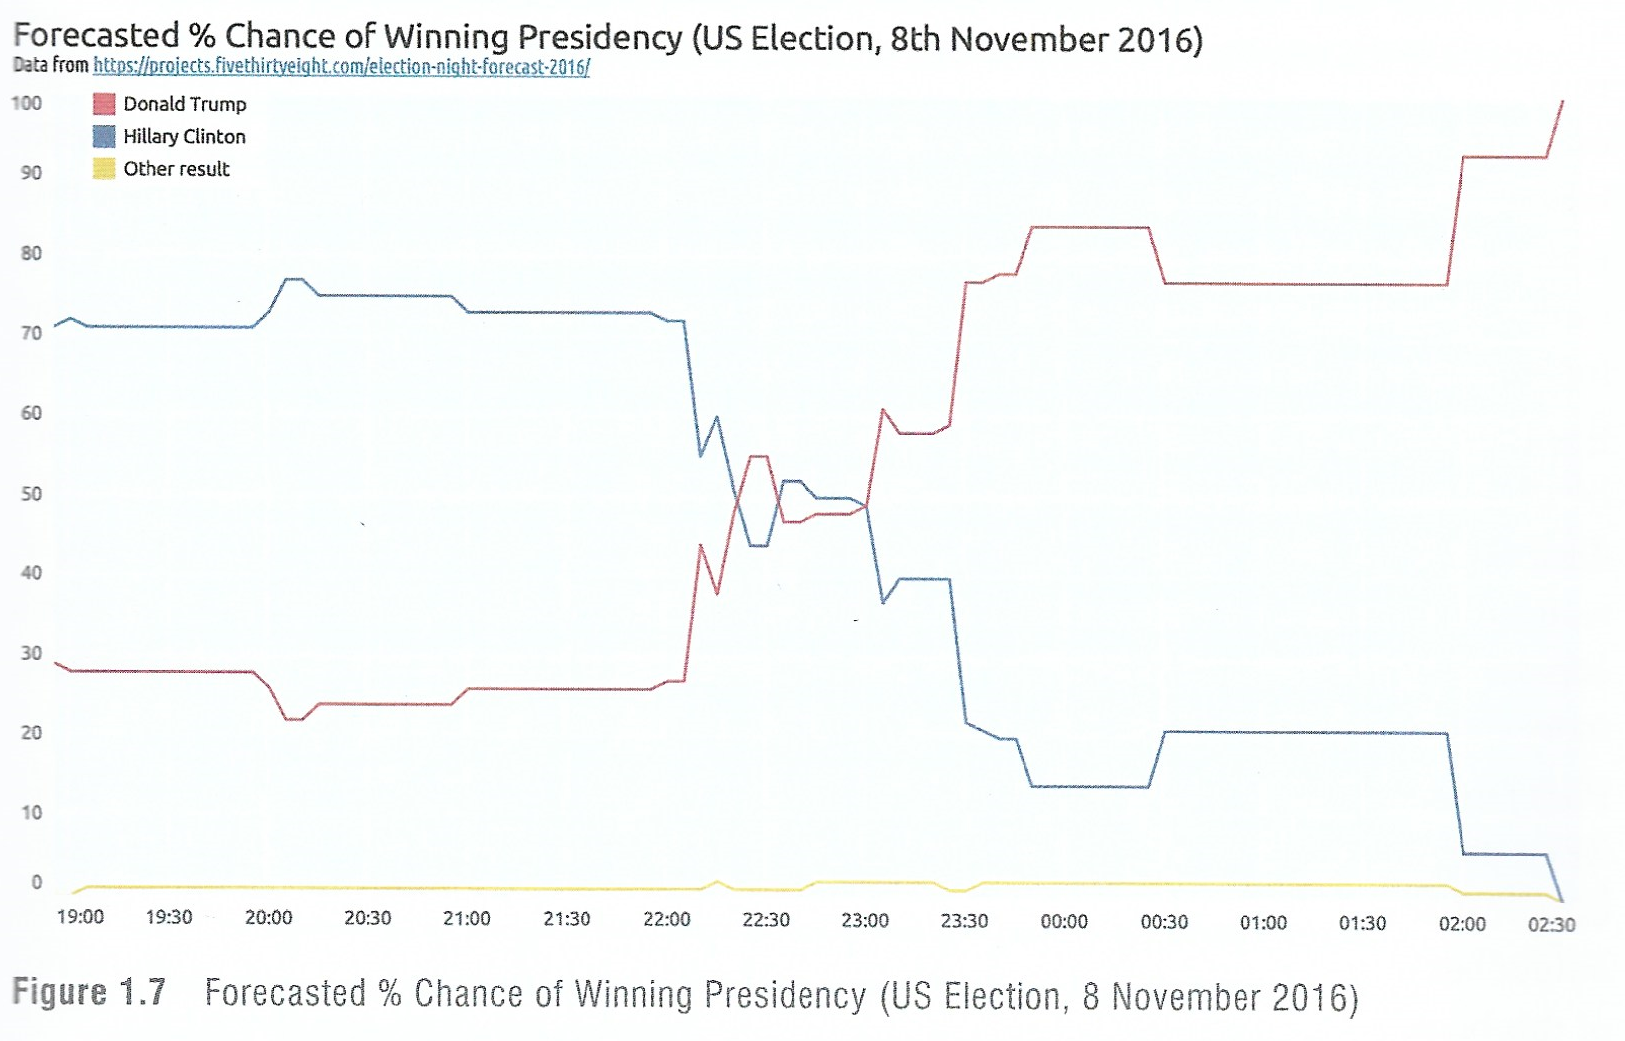 Forecasted % Chance of Winning Presidency (US Election, 8th November 2016)
Data from https://projects.fivethirtyeight.com/election-night-forecast-2016/
Donald Trump
Hillary Clinton
Other result
100
90
80
70
60
50
40
30
20
10
0
19:00 19:30 20:00 20:30 21:00 21:30 22:00 22:30 23:00 23:30 00:00 00:30 01:00 01:30 02:00 02:30
Figure 1.7 Forecasted % Chance of Winning Presidency (US Election, 8 November 2016)